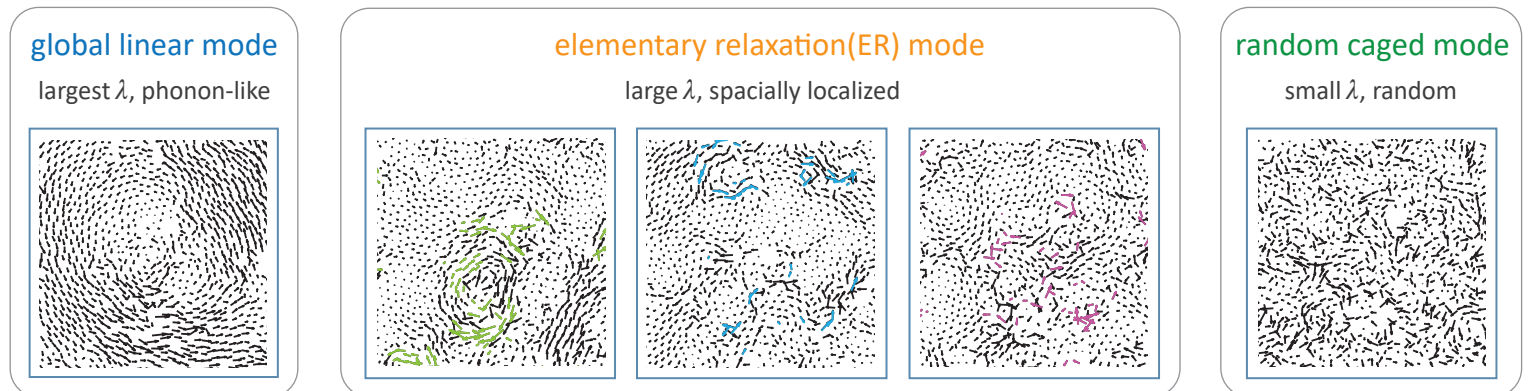 global linear mode
largest λ, phonon-like
elementary relaxation(ER) mode
large λ, spacially localized
random caged mode
small λ, random